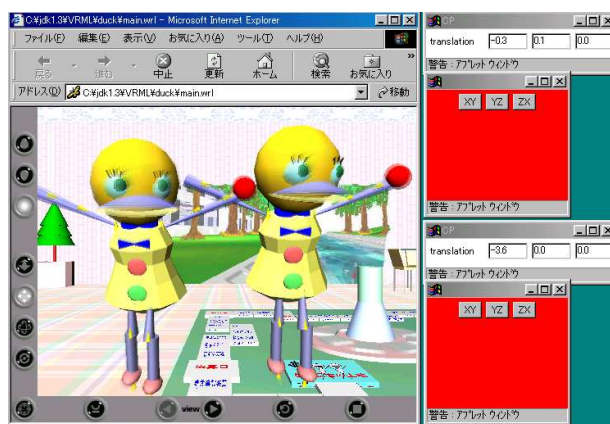 C:¥jdk1.3¥VRML¥duck¥main.wrl - Microsoft Internet Explorer
ファイル(F) 編集(E) 表示(V) お気に入り(A) ツール(T) ヘルプ(H)
戻る 進む 中止 更新 ホーム 検索 お気に入り »
アドレス(D) C:¥jdk1.3¥VRML¥duck¥main.wrl 移動
view
CP
translation -0.3 0.1 0.0
警告 : アプレット ウィンドウ
XY YZ ZX
警告 : アプレット ウィンドウ
CP
translation -3.6 0.0 0.0
警告 : アプレット ウィンドウ
XY YZ ZX
警告 : アプレット ウィンドウ